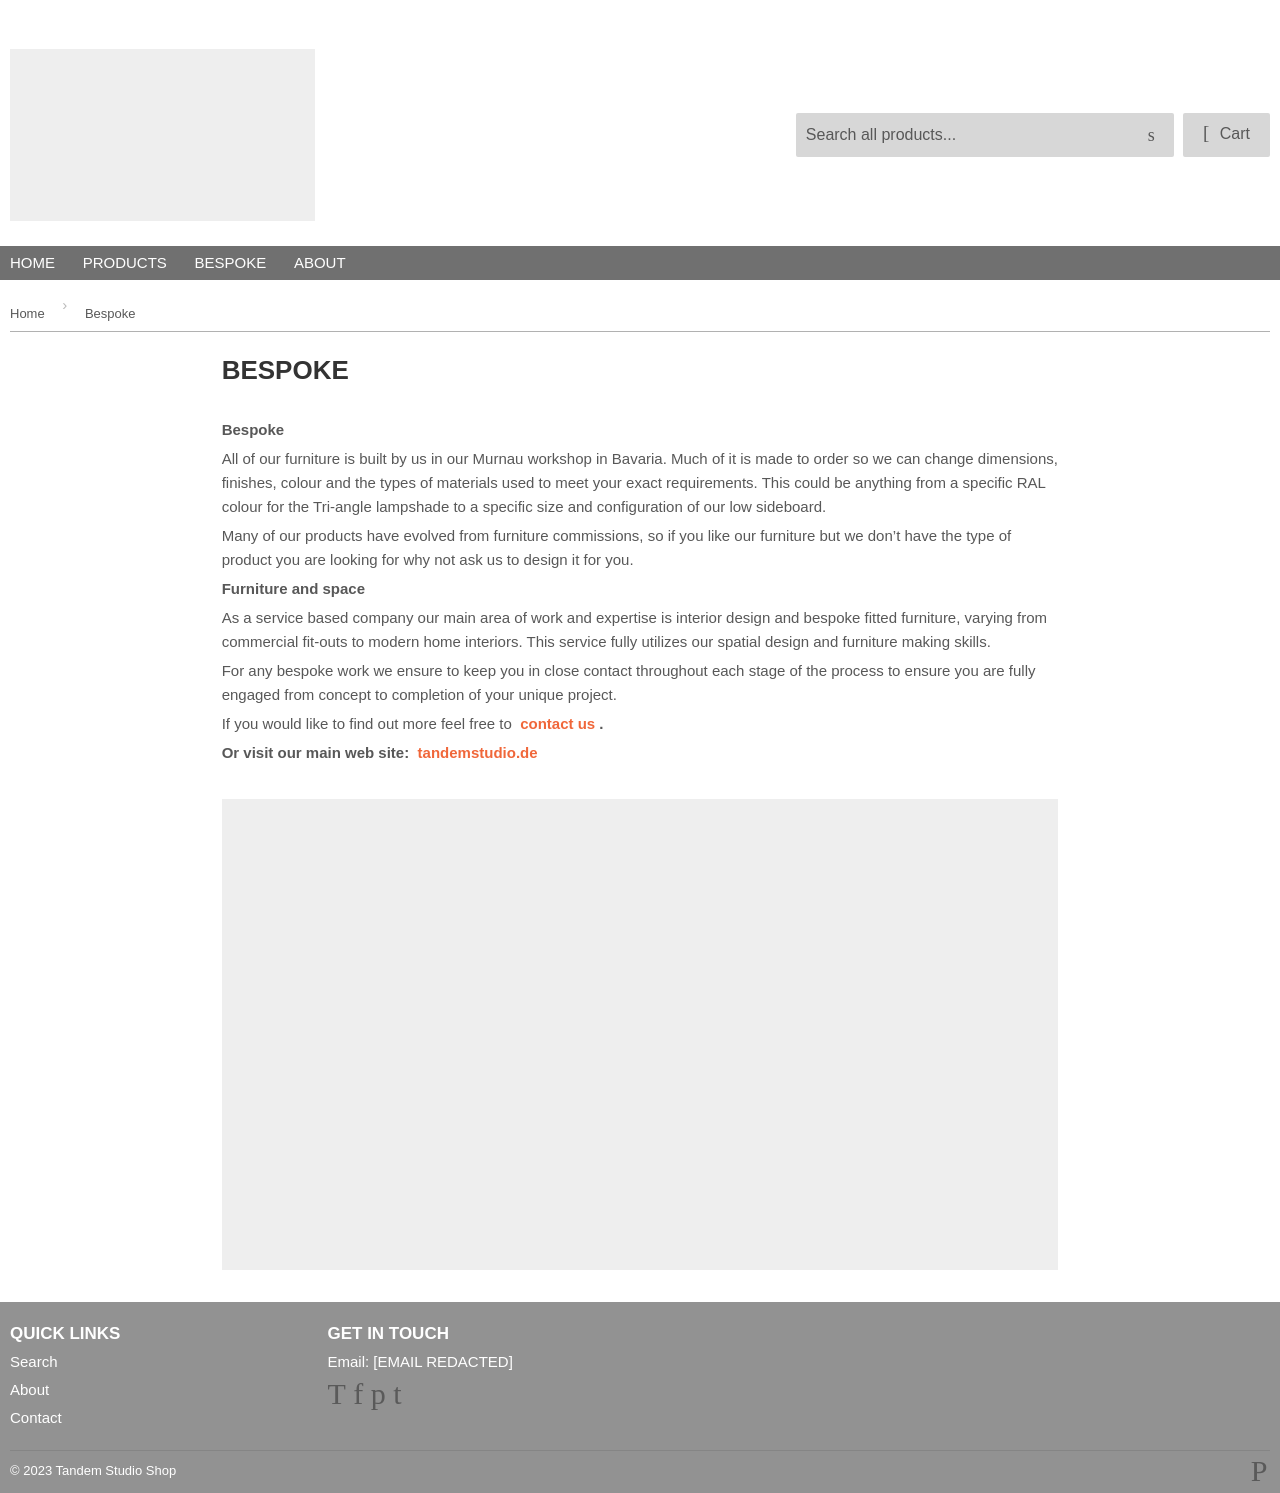 Search all products...
s
[ Cart
HOME PRODUCTS BESPOKE ABOUT
Home › Bespoke
BESPOKE
Bespoke
All of our furniture is built by us in our Murnau workshop in Bavaria. Much of it is made to order so we can change dimensions,
finishes, colour and the types of materials used to meet your exact requirements. This could be anything from a specific RAL
colour for the Tri-angle lampshade to a specific size and configuration of our low sideboard.
Many of our products have evolved from furniture commissions, so if you like our furniture but we don’t have the type of
product you are looking for why not ask us to design it for you.
Furniture and space
As a service based company our main area of work and expertise is interior design and bespoke fitted furniture, varying from
commercial fit-outs to modern home interiors. This service fully utilizes our spatial design and furniture making skills.
For any bespoke work we ensure to keep you in close contact throughout each stage of the process to ensure you are fully
engaged from concept to completion of your unique project.
If you would like to find out more feel free to contact us .
Or visit our main web site: tandemstudio.de
QUICK LINKS
Search
About
Contact
GET IN TOUCH
Email: [EMAIL REDACTED]
T f p t
© 2023 Tandem Studio Shop
P